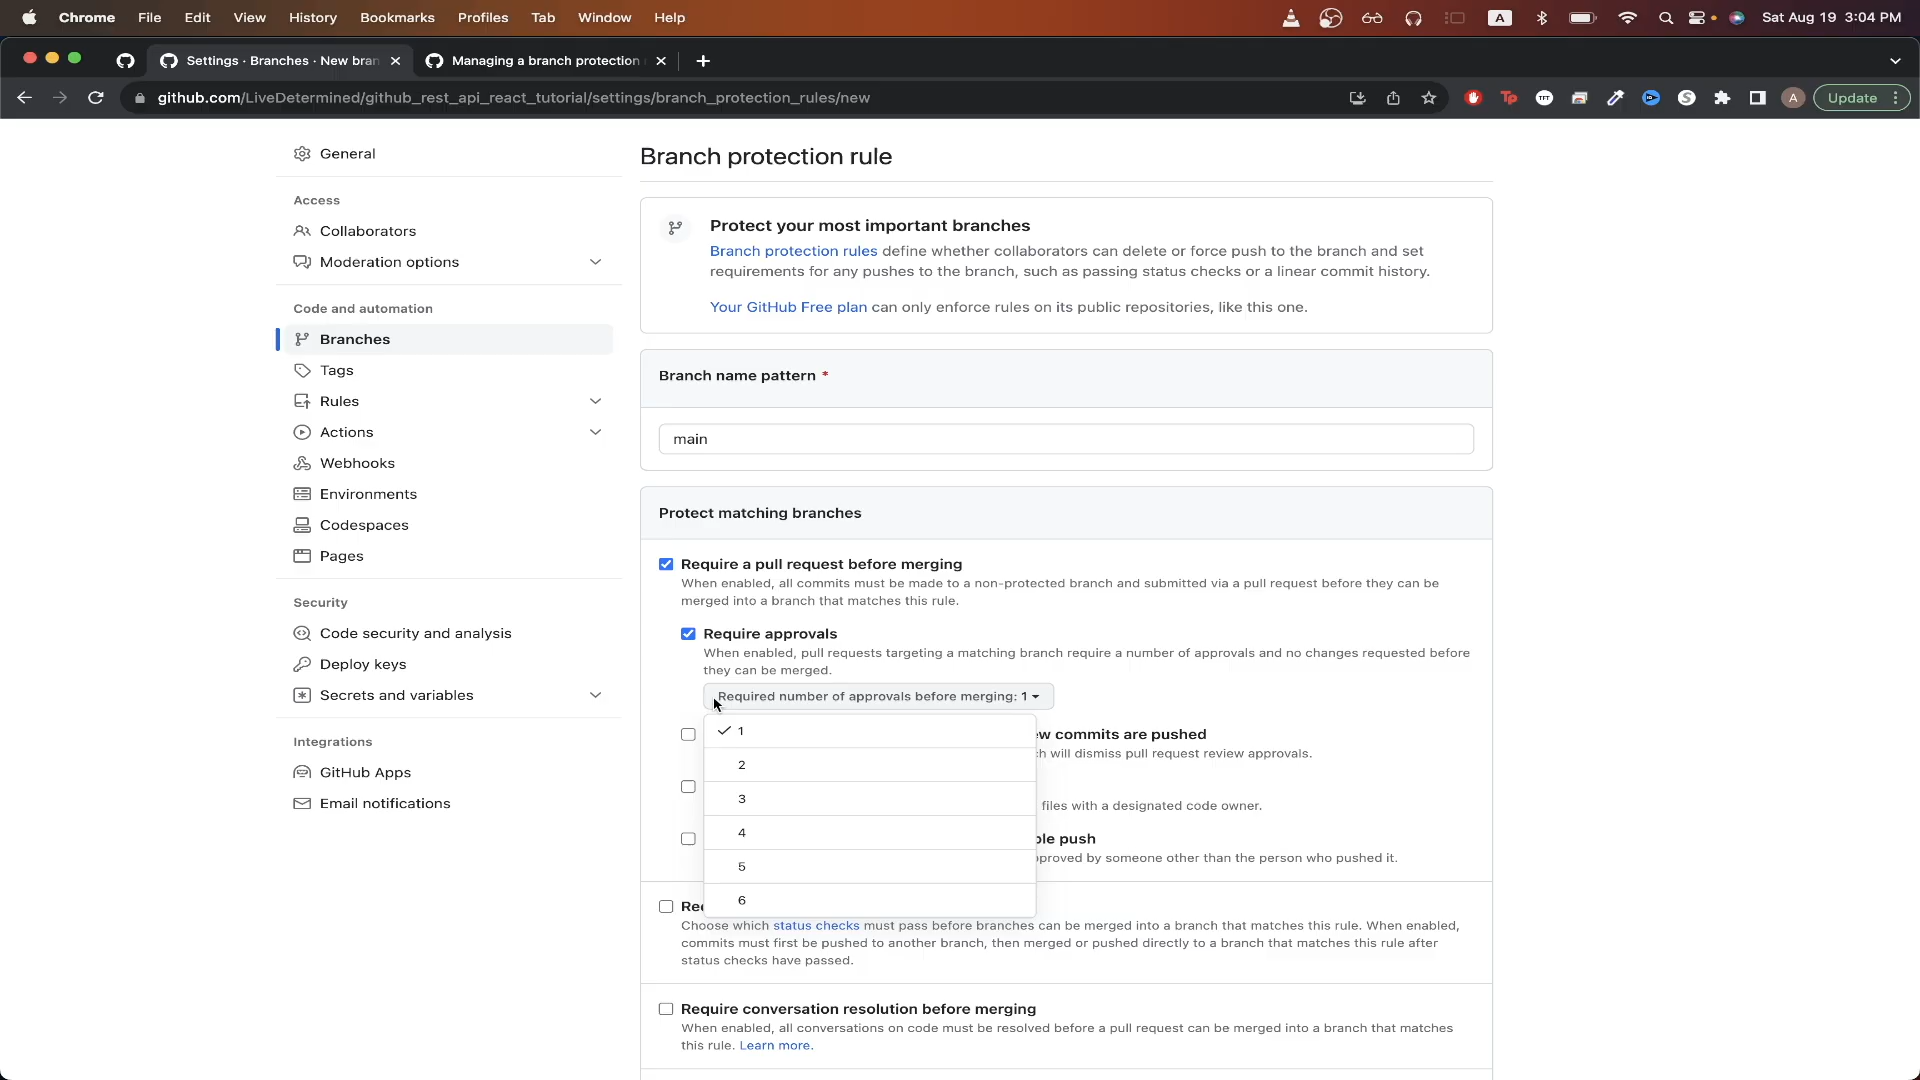 Chrome File Edit View History Bookmarks Profiles Tab Window Help
A
Sat Aug 19 3:04 PM
Settings · Branches · New bran
Managing a branch protection
github.com/LiveDetermined/github_rest_api_react_tutorial/settings/branch_protection_rules/new
Update
General
Access
Collaborators
Moderation options
Code and automation
Branches
Tags
Rules
Actions
Webhooks
Environments
Codespaces
Pages
Security
Code security and analysis
Deploy keys
Secrets and variables
Integrations
GitHub Apps
Email notifications
Branch protection rule
Protect your most important branches
Branch protection rules define whether collaborators can delete or force push to the branch and set
requirements for any pushes to the branch, such as passing status checks or a linear commit history.
Your GitHub Free plan can only enforce rules on its public repositories, like this one.
Branch name pattern *
main
Protect matching branches
Require a pull request before merging
When enabled, all commits must be made to a non-protected branch and submitted via a pull request before they can be
merged into a branch that matches this rule.
Require approvals
When enabled, pull requests targeting a matching branch require a number of approvals and no changes requested before
they can be merged.
Required number of approvals before merging: 1
1
2
3
4
5
6
w commits are pushed
h will dismiss pull request review approvals.
files with a designated code owner.
ble push
proved by someone other than the person who pushed it.
Re
Choose which status checks must pass before branches can be merged into a branch that matches this rule. When enabled,
commits must first be pushed to another branch, then merged or pushed directly to a branch that matches this rule after
status checks have passed.
Require conversation resolution before merging
When enabled, all conversations on code must be resolved before a pull request can be merged into a branch that matches
this rule. Learn more.